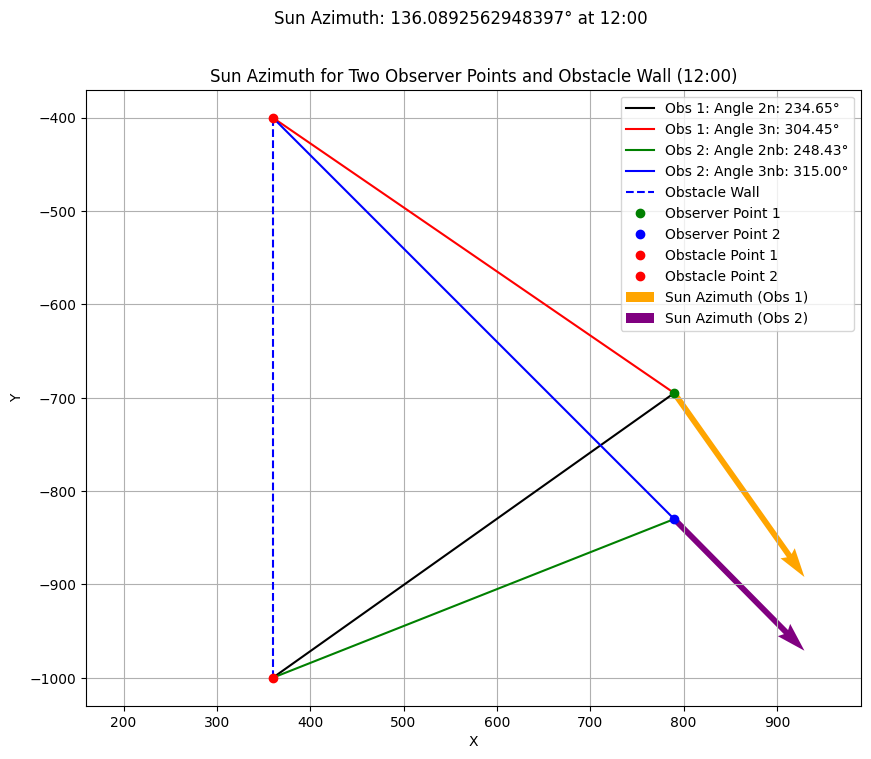 Sun Azimuth: 136.0892562948397° at 12:00
Sun Azimuth for Two Observer Points and Obstacle Wall (12:00)
Obs 1: Angle 2n: 234.65°
Obs 1: Angle 3n: 304.45°
Obs 2: Angle 2nb: 248.43°
Obs 2: Angle 3nb: 315.00°
Obstacle Wall
Observer Point 1
Observer Point 2
Obstacle Point 1
Obstacle Point 2
Sun Azimuth (Obs 1)
Sun Azimuth (Obs 2)
Y
−400
−500
−600
−700
−800
−900
−1000
200 300 400 500 600 700 800 900
X